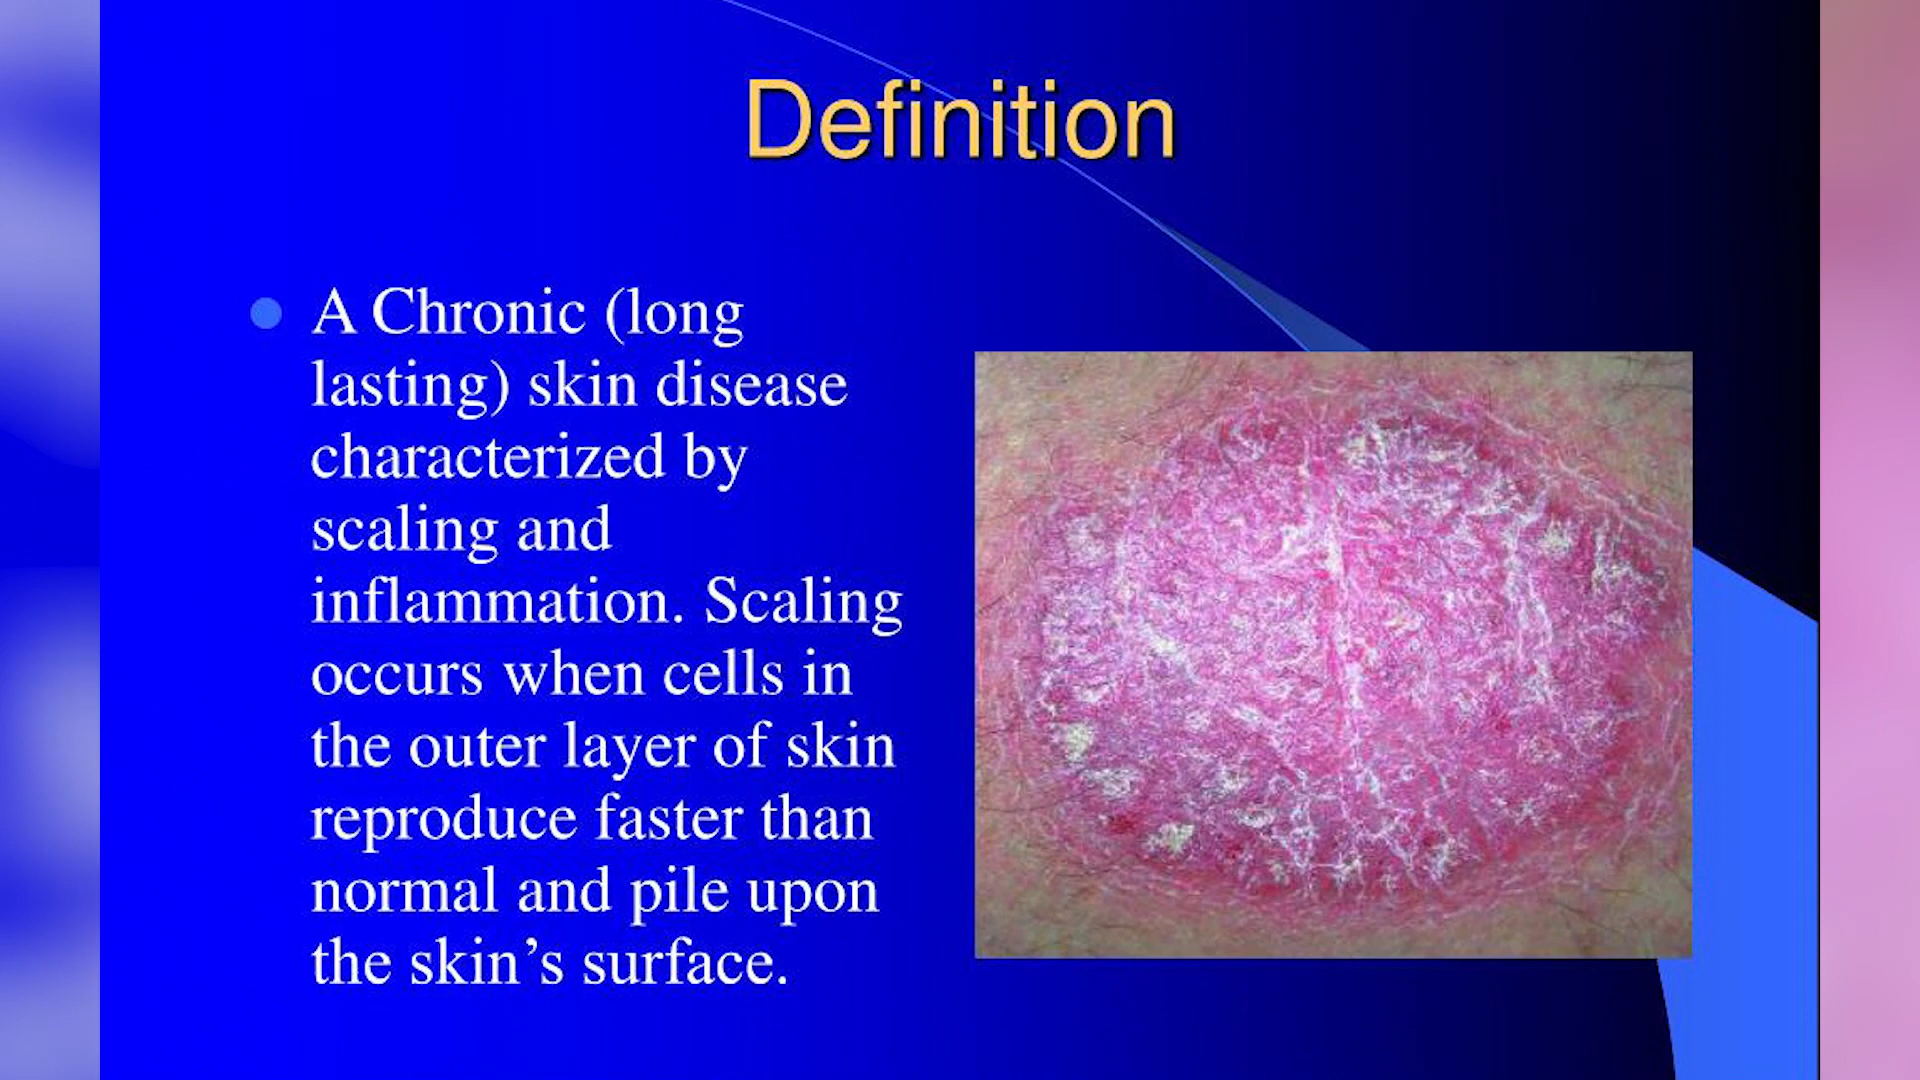 Definition
A Chronic (long
lasting) skin disease
characterized by
scaling and
inflammation. Scaling
occurs when cells in
the outer layer of skin
reproduce faster than
normal and pile upon
the skin’s surface.